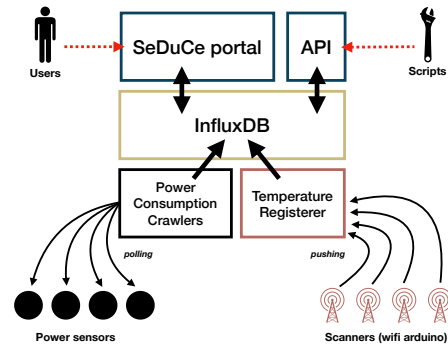 SeDuCe portal
API
Users
Scripts
InfluxDB
Power
Consumption
Crawlers
Temperature
Registerer
polling
pushing
Power sensors
Scanners (wifi arduino)